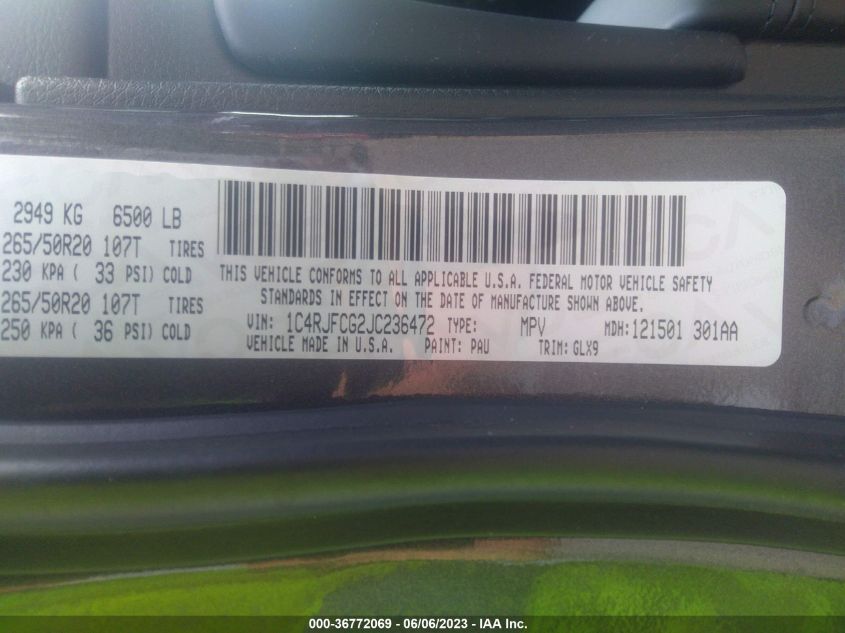 2949 KG 6500 LB
265/50R20 107T TIRES
230 KPA ( 33 PSI) COLD
265/50R20 107T TIRES
250 KPA ( 36 PSI) COLD
THIS VEHICLE CONFORMS TO ALL APPLICABLE U.S.A. FEDERAL MOTOR VEHICLE SAFETY
STANDARDS IN EFFECT ON THE DATE OF MANUFACTURE SHOWN ABOVE.
VIN: 1C4RJFCG2JC236472 TYPE: MPV MDH:121501 301AA
VEHICLE MADE IN U.S.A. PAINT: PAU TRIM: GLX9
000-36772069 - 06/06/2023 - IAA Inc.